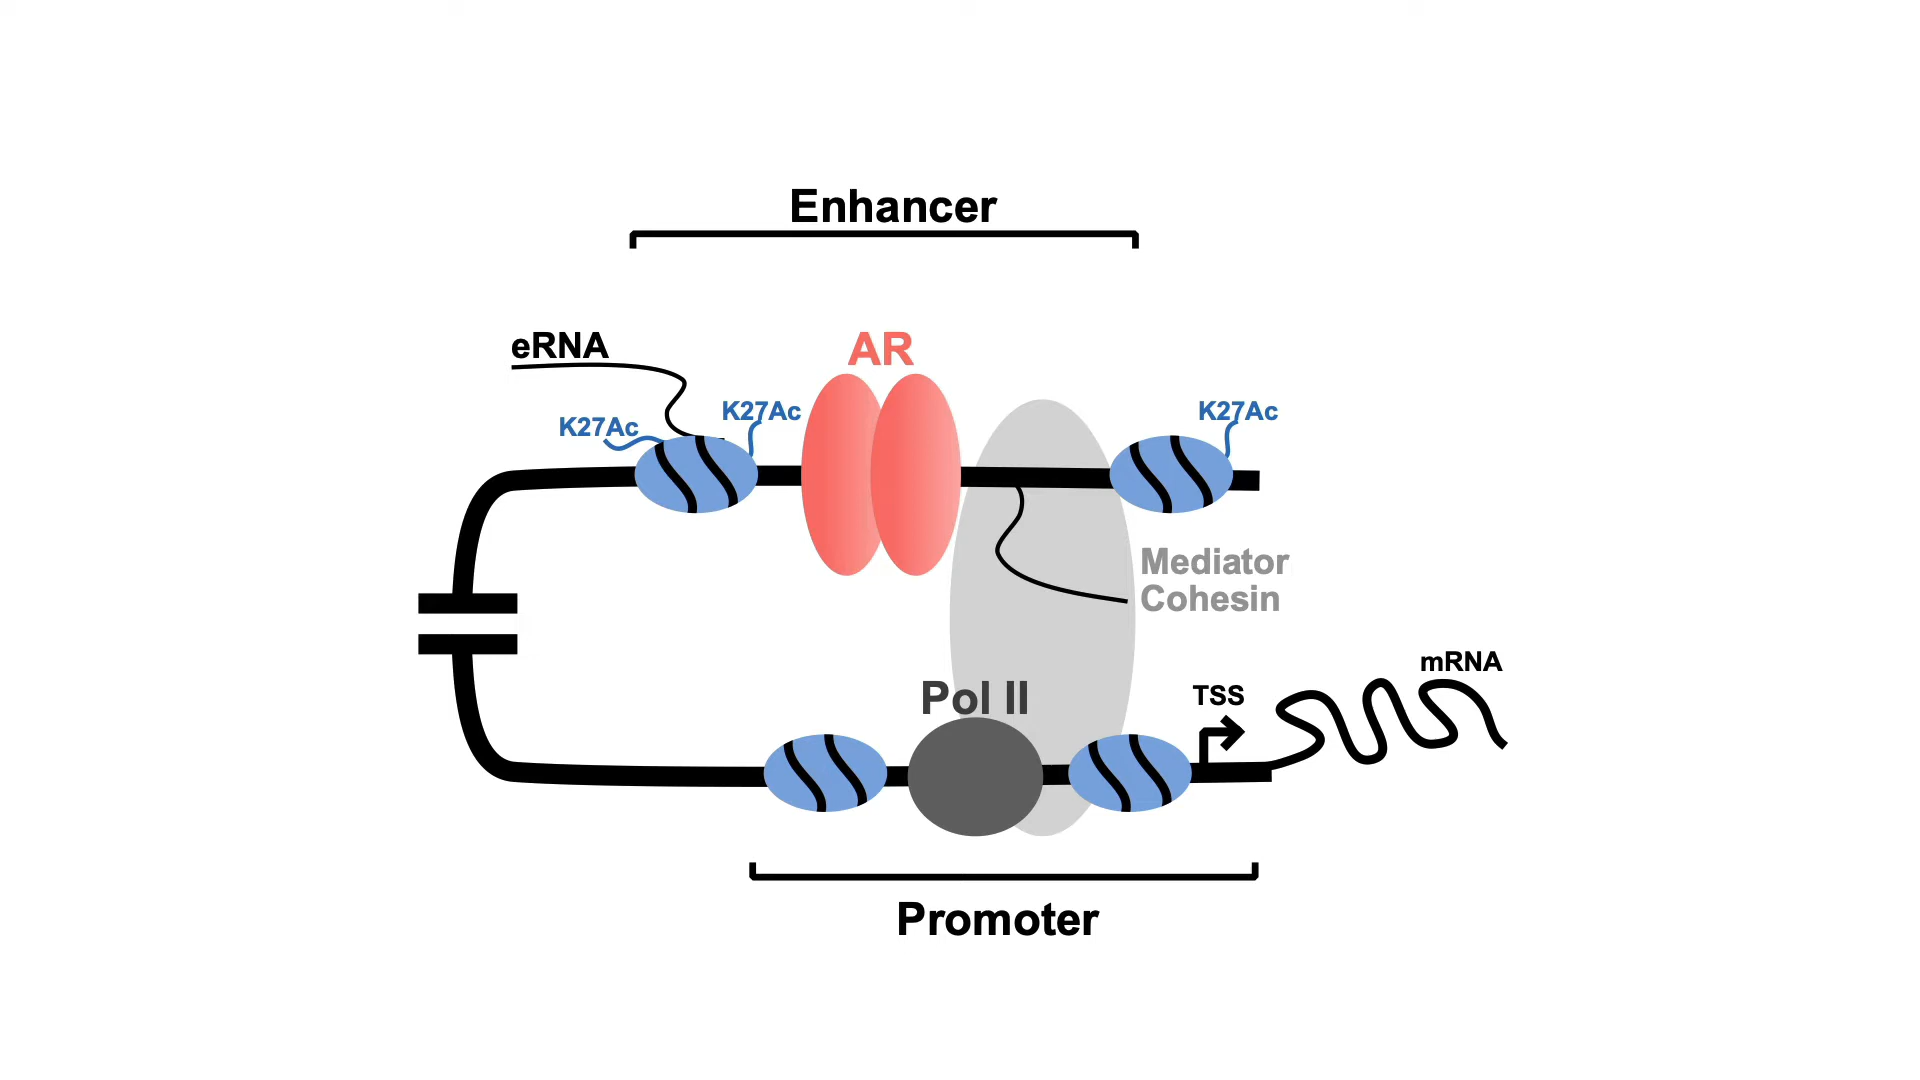 Enhancer
eRNA
AR
K27Ac
K27Ac
K27Ac
Mediator
Cohesin
Pol II
TSS
mRNA
Promoter